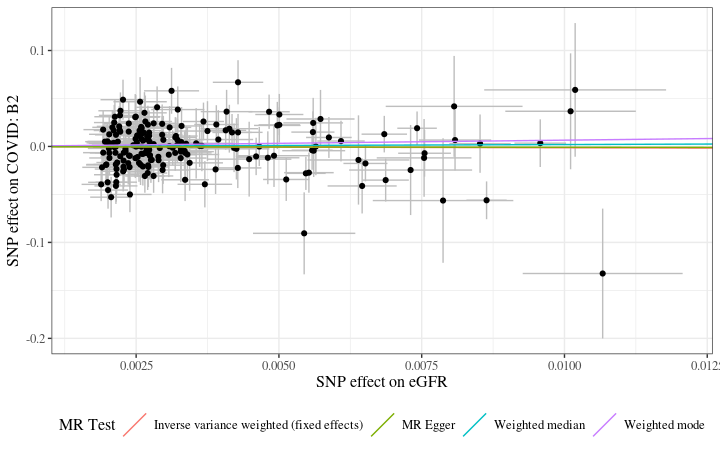 0.1
0.0
-0.1
-0.2
SNP effect on COVID: B2
0.0025 0.0050 0.0075 0.0100 0.012
SNP effect on eGFR
MR Test Inverse variance weighted (fixed effects) MR Egger Weighted median Weighted mode